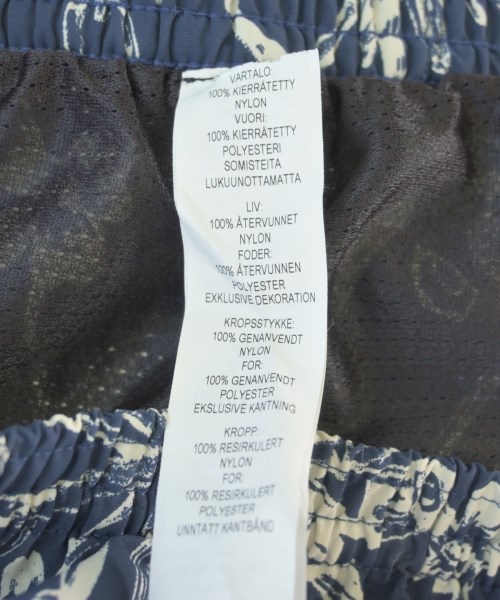 VARTALO:
100% KIERRÄTETTY
NYLON
VUORI:
100% KIERRÄTETTY
POLYESTERI
SOMISTEITA
LUKUUNOTTAMATTA
LIV:
100% ÅTERVUNNET
NYLON
FODER:
100% ÅTERVUNNEN
POLYESTER
EXKLUSIVE DEKORATION
KROPSSTYKKE:
100% GENANVENDT
NYLON
FOR:
100% GENANVENDT
POLYESTER
EKSLUSIVE KANTNING
KROPP:
100% RESIRKULERT
NYLON
FOR:
100% RESIRKULERT
POLYESTER
UNNTATT KANTBÅND